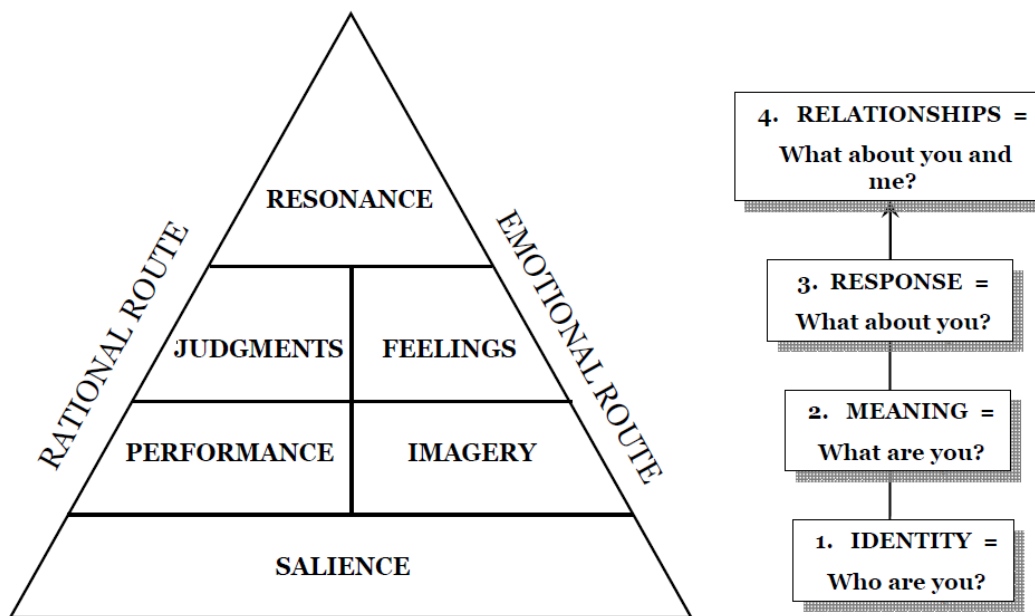 RESONANCE
JUDGMENTS
FEELINGS
PERFORMANCE
IMAGERY
SALIENCE
RATIONAL ROUTE
EMOTIONAL ROUTE
4. RELATIONSHIPS =
What about you and
me?
3. RESPONSE =
What about you?
2. MEANING =
What are you?
1. IDENTITY =
Who are you?